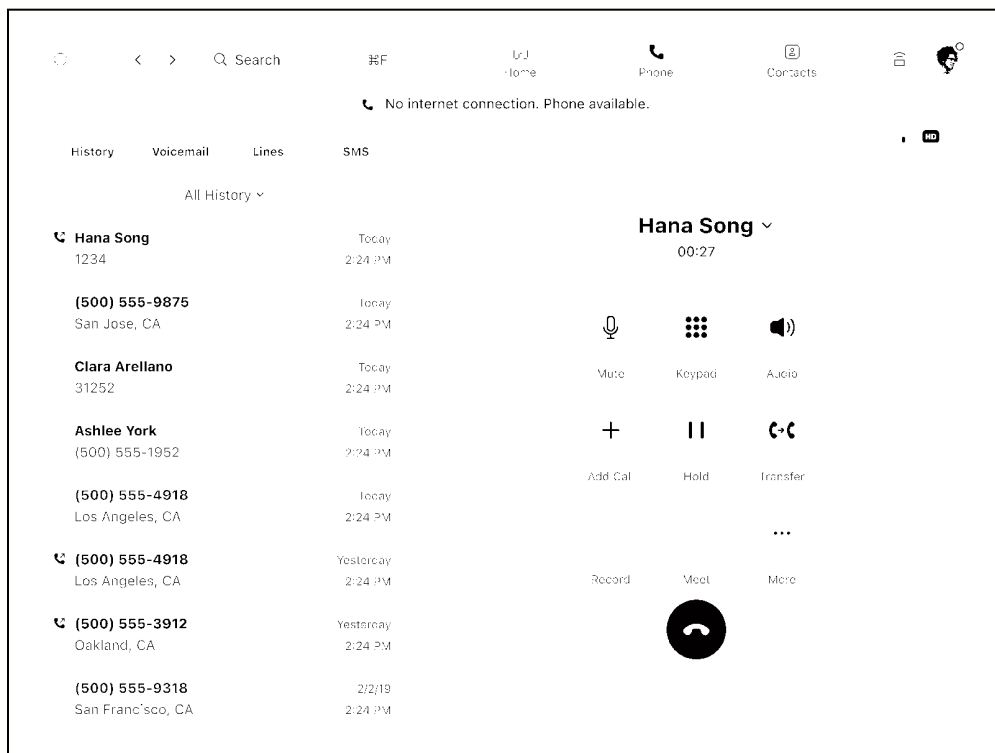 Search ⌘F
Home Phone Contacts
No internet connection. Phone available.
HD
History Voicemail Lines SMS
All History
Hana Song Today
1234 2:24 PM
(500) 555-9875 Today
San Jose, CA 2:24 PM
Clara Arellano Today
31252 2:24 PM
Ashlee York Today
(500) 555-1952 2:24 PM
(500) 555-4918 Today
Los Angeles, CA 2:24 PM
(500) 555-4918 Yesterday
Los Angeles, CA 2:24 PM
(500) 555-3912 Yesterday
Oakland, CA 2:24 PM
(500) 555-9318 2/2/19
San Francisco, CA 2:24 PM
Hana Song
00:27
Mute Keypad Audio
Add Call Hold Transfer
Record Meet More